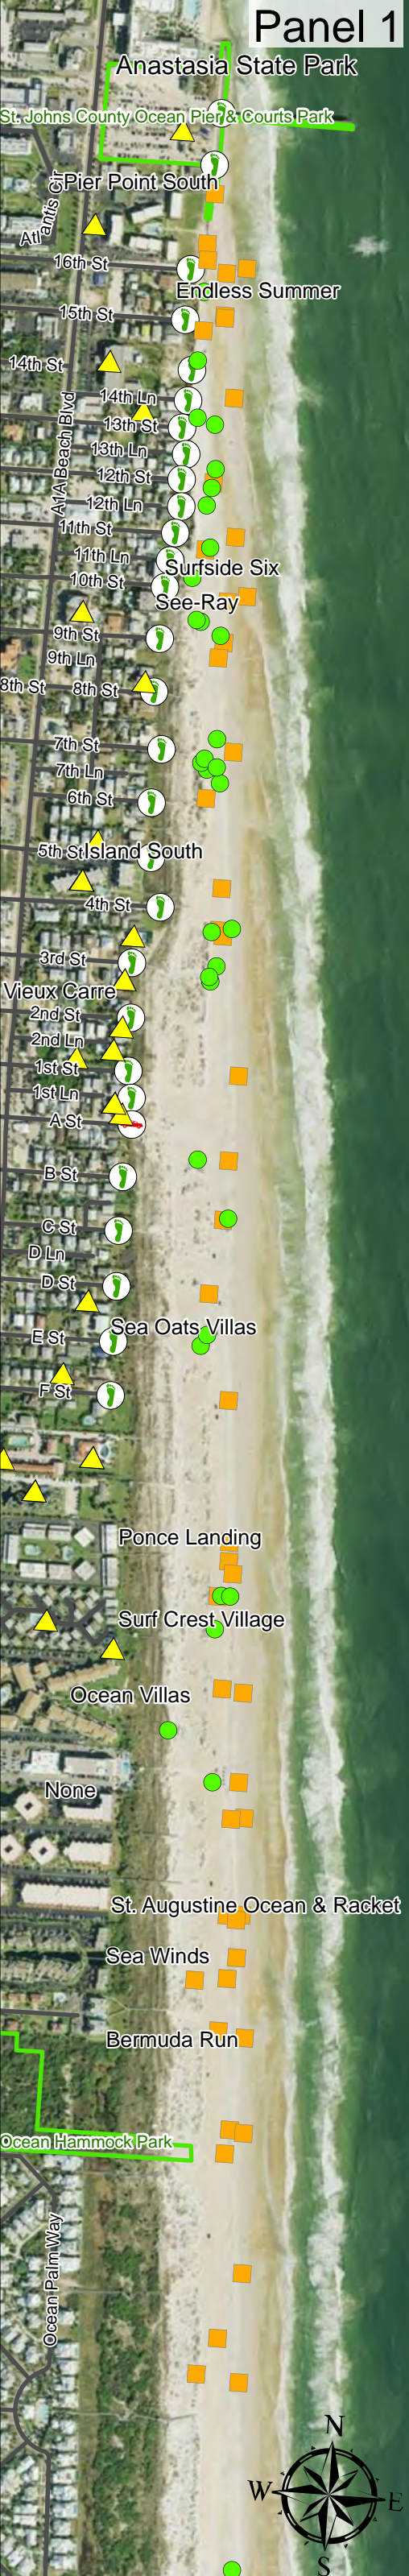 Panel 1
Anastasia State Park
St. Johns County Ocean Pier & Courts Park
Pier Point South
Atlantis Cir
16th St
Endless Summer
15th St
14th St
14th Ln
A1A Beach Blvd
13th St
13th Ln
12th St
12th Ln
11th St
11th Ln
Surfside Six
10th St
See-Ray
9th St
9th Ln
8th St
8th St
7th St
7th Ln
6th St
5th St
Island South
4th St
3rd St
Vieux Carre
2nd St
2nd Ln
1st St
1st Ln
A St
B St
C St
D Ln
D St
Sea Oats Villas
E St
F St
Ponce Landing
Surf Crest Village
Ocean Villas
None
St. Augustine Ocean & Racket
Sea Winds
Bermuda Run
Ocean Hammock Park
Ocean Palm Way
N
W
E
S